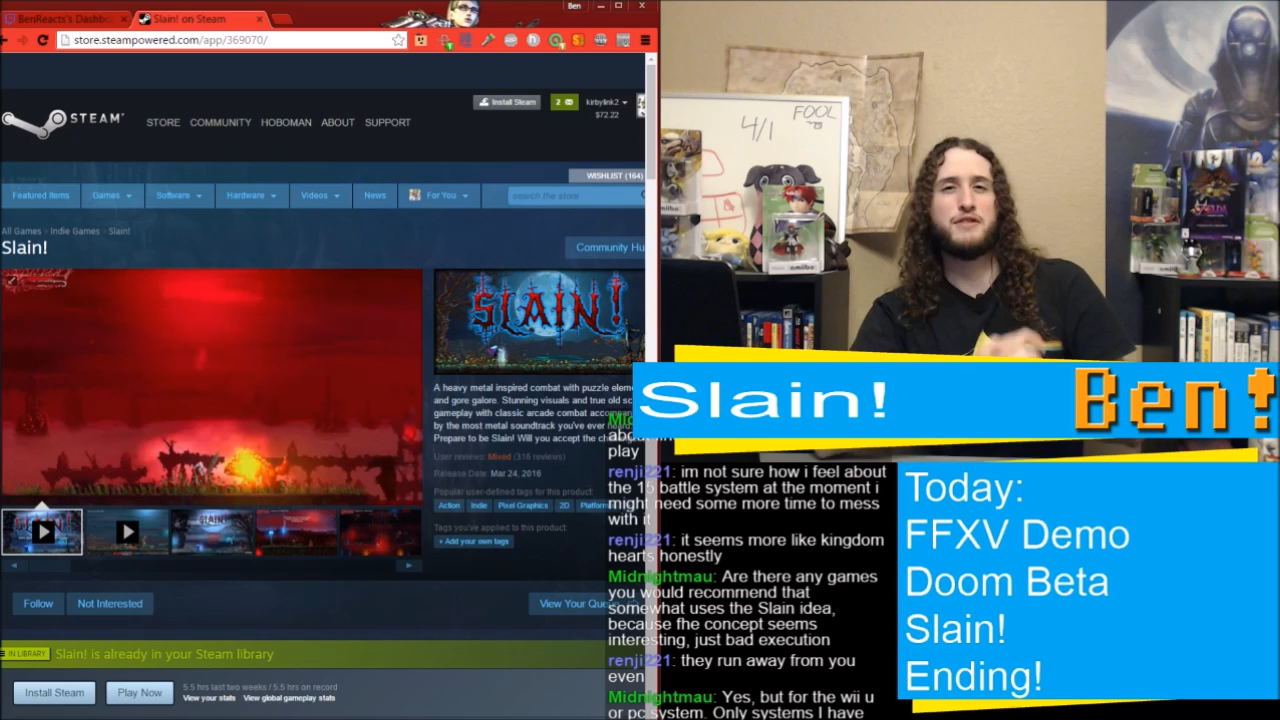 BenReacts's Dashbo
Slain! on Steam
Ben
store.steampowered.com/app/369070/
STEAM
STORE COMMUNITY HOBOMAN ABOUT SUPPORT
Install Steam
2
kirbylink2
$72.22
WISHLIST (164)
Featured Items
Games
Software
Hardware
Videos
News
For You
search the store
All Games > Indie Games > Slain!
Slain!
Community Hu
SLAIN!
A heavy metal inspired combat with puzzle eleme
and gore galore. Stunning visuals and true old sc
gameplay with classic arcade combat accom
by the most metal soundtrack you've ever
Prepare to be Slain! Will you accept the ch
User reviews: Mixed (316 reviews)
Release Date: Mar 24, 2016
Popular user-defined tags for this product:
Action Indie Pixel Graphics 2D Platform
Tags you've applied to this product:
+ Add your own tags
Follow
Not Interested
View Your Qu
IN LIBRARY
Slain! is already in your Steam library
Install Steam
Play Now
5.5 hrs last two weeks / 5.5 hrs on record
View your stats View global gameplay stats
4/1
FOOL
amiibo
ZELDA
Slain!
Ben!
play
renji221: im not sure how i feel about
the 15 battle system at the moment i
might need some more time to mess
with it
renji221: it seems more like kingdom
hearts honestly
Midnightmau: Are there any games
you would recommend that
somewhat uses the Slain idea,
because the concept seems
interesting, just bad execution
renji221: they run away from you
even
Midnightmau: Yes, but for the wii u
or pc system. Only systems I have
Today:
FFXV Demo
Doom Beta
Slain!
Ending!